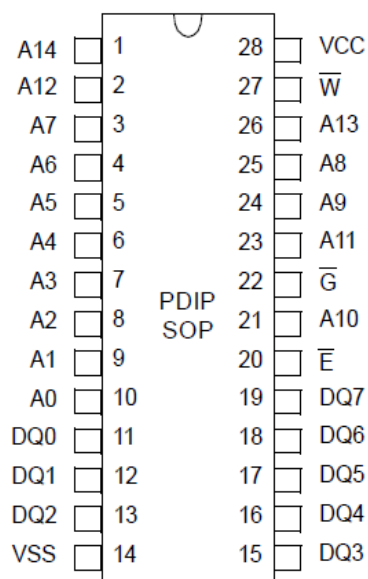 A14 1 28 VCC
A12 2 27 W̅
A7 3 26 A13
A6 4 25 A8
A5 5 24 A9
A4 6 23 A11
A3 7 22 G̅
PDIP
A2 8 21 A10
SOP
A1 9 20 E̅
A0 10 19 DQ7
DQ0 11 18 DQ6
DQ1 12 17 DQ5
DQ2 13 16 DQ4
VSS 14 15 DQ3